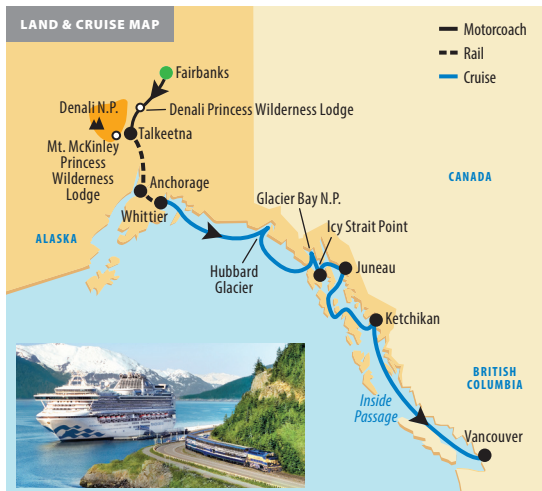 LAND & CRUISE MAP
Motorcoach
Rail
Cruise
Fairbanks
Denali N.P.
Denali Princess Wilderness Lodge
Talkeetna
Mt. McKinley
Princess
Wilderness
Lodge
Anchorage
Whittier
CANADA
Glacier Bay N.P.
Icy Strait Point
ALASKA
Hubbard
Glacier
Juneau
Ketchikan
BRITISH
COLUMBIA
Inside
Passage
Vancouver